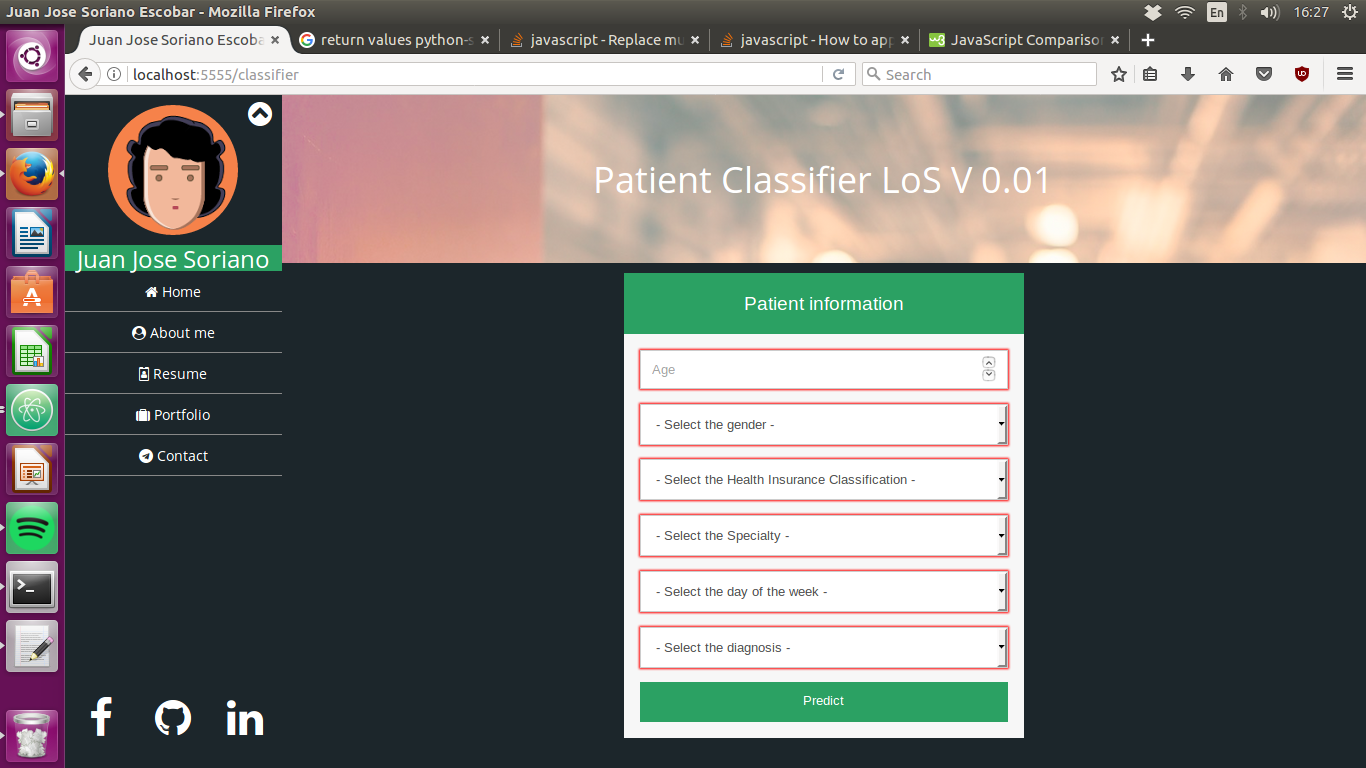 Juan Jose Soriano Escobar - Mozilla Firefox
En
16:27
Juan Jose Soriano Escoba
return values python-s
javascript - Replace mu
javascript - How to app
JavaScript Comparison
localhost:5555/classifier
Search
Patient Classifier LoS V 0.01
Juan Jose Soriano
Home
About me
Resume
Portfolio
Contact
Patient information
Age
- Select the gender -
- Select the Health Insurance Classification -
- Select the Specialty -
- Select the day of the week -
- Select the diagnosis -
Predict